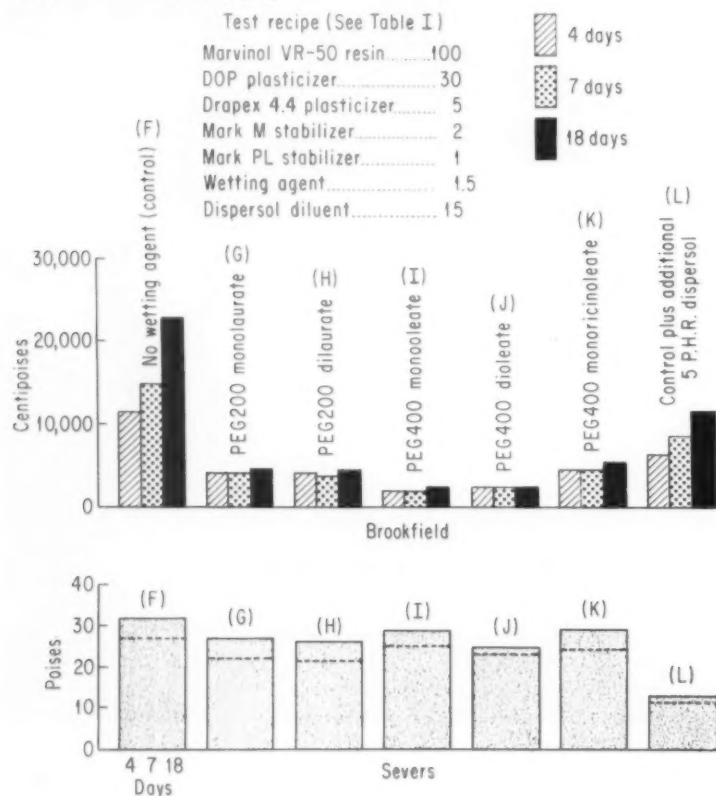 Test recipe (See Table I)
Marvinol VR-50 resin......100
DOP plasticizer..................30
Drapex 4.4 plasticizer......... 5
Mark M stabilizer............... 2
Mark PL stabilizer.............. 1
Wetting agent.................... 1.5
Dispersol diluent................15
4 days
7 days
18 days
(F)
No wetting agent (control)
(G)
PEG200 monolaurate
(H)
PEG200 dilaurate
(I)
PEG400 monooleate
(J)
PEG400 dioleate
(K)
PEG400 monoricinoleate
(L)
Control plus additional
5 P.H.R. dispersol
Centipoises
30,000
20,000
10,000
0
Brookfield
Poises
40
30
20
10
0
(F)
(G)
(H)
(I)
(J)
(K)
(L)
4 7 18
Days
Severs